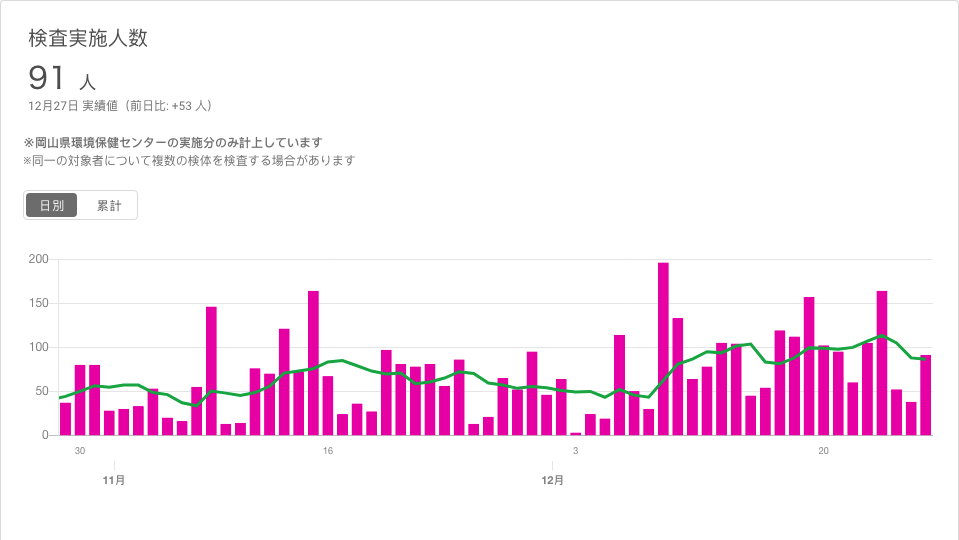 検査実施人数
91 人
12月27日 実績値（前日比: +53 人）
※岡山県環境保健センターの実施分のみ計上しています
※同一の対象者について複数の検体を検査する場合があります
日別 累計
200
150
100
50
0
30 16 3 20
11月 12月